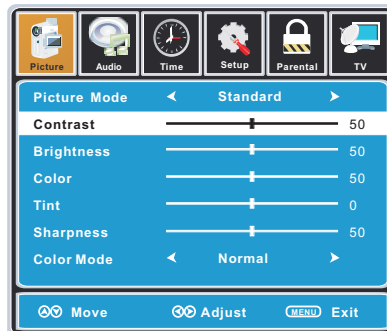 Picture Audio Time Setup Parental TV
Picture Mode Standard
Contrast 50
Brightness 50
Color 50
Tint 0
Sharpness 50
Color Mode Normal
Move Adjust MENU Exit